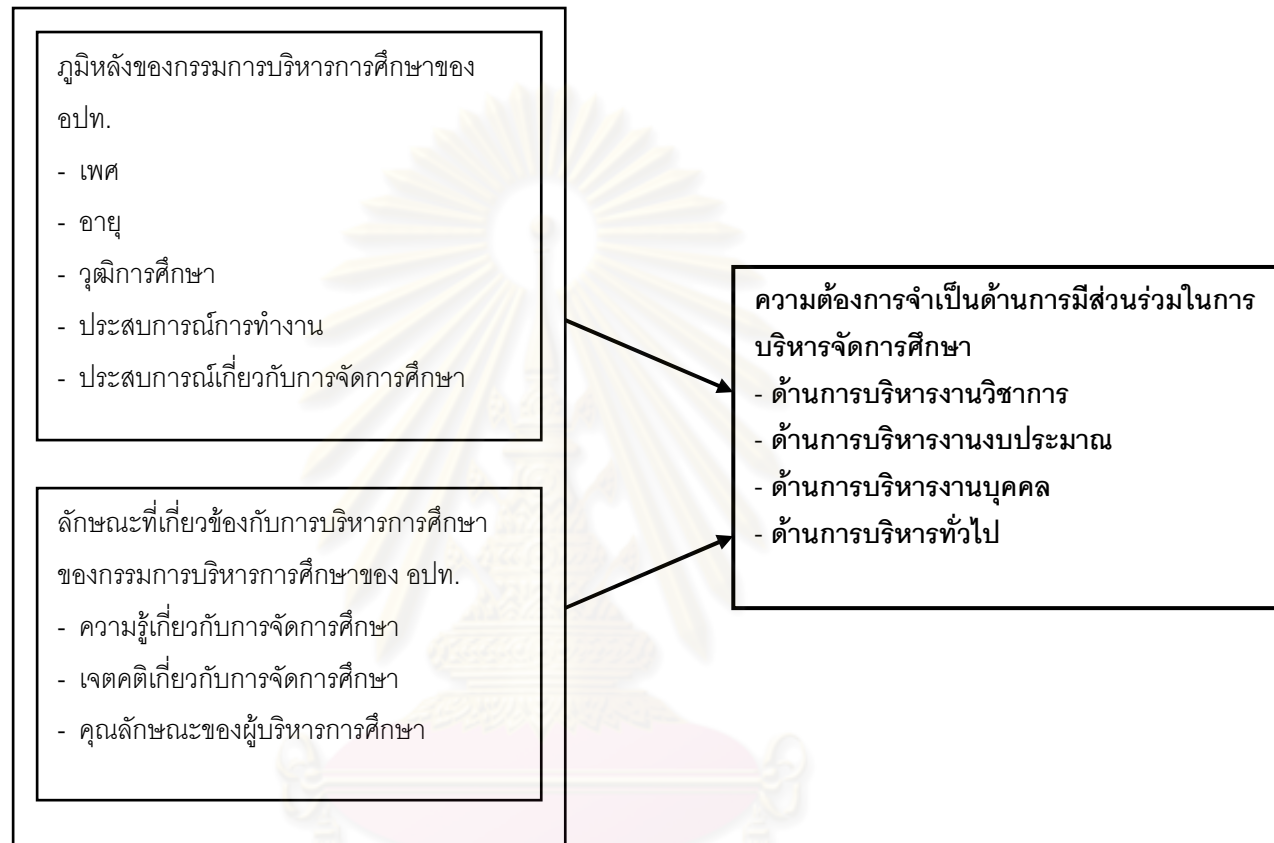 ภูมิหลังของกรรมการบริหารการศึกษาของ
อปท.
- เพศ
- อายุ
- วุฒิการศึกษา
- ประสบการณ์การทำงาน
- ประสบการณ์เกี่ยวกับการจัดการศึกษา
ลักษณะที่เกี่ยวข้องกับการบริหารการศึกษา
ของกรรมการบริหารการศึกษาของ อปท.
- ความรู้เกี่ยวกับการจัดการศึกษา
- เจตคติเกี่ยวกับการจัดการศึกษา
- คุณลักษณะของผู้บริหารการศึกษา
ความต้องการจำเป็นด้านการมีส่วนร่วมในการ
บริหารจัดการศึกษา
- ด้านการบริหารงานวิชาการ
- ด้านการบริหารงานงบประมาณ
- ด้านการบริหารงานบุคคล
- ด้านการบริหารทั่วไป